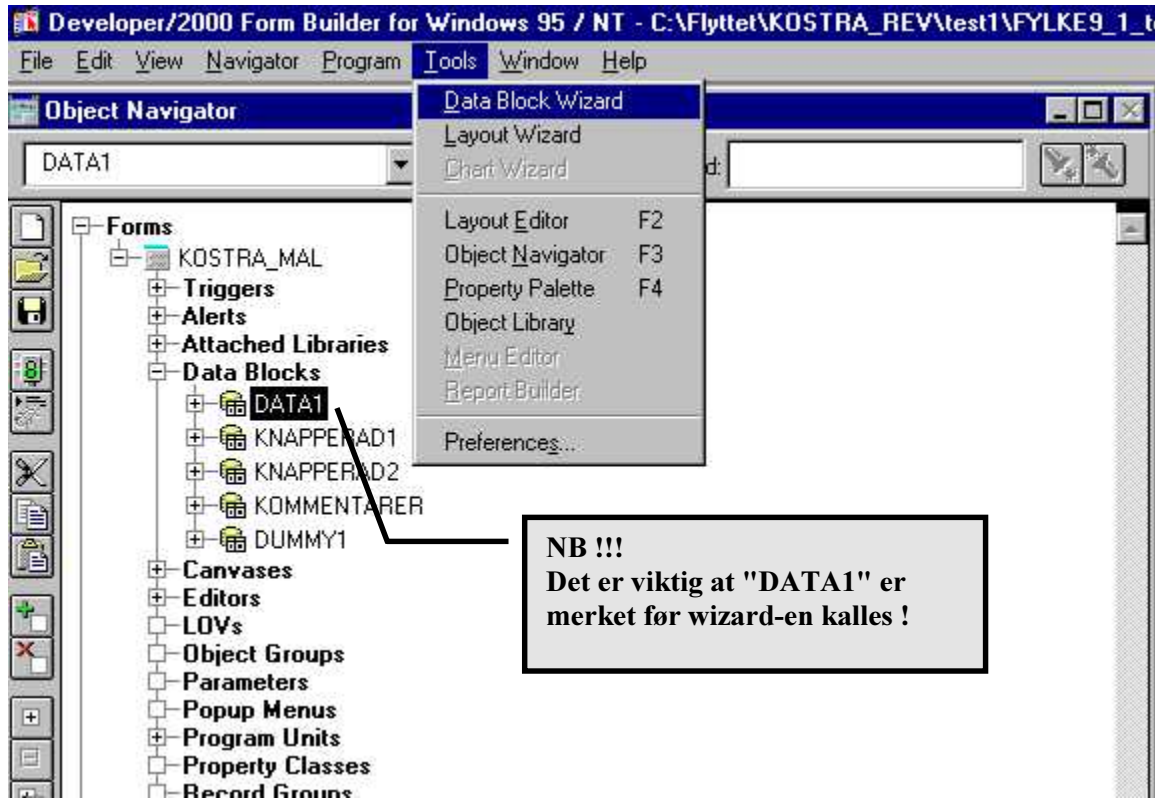 Developer/2000 Form Builder for Windows 95 / NT - C:\Flyttet\KOSTRA_REV\test1\FYLKE9_1_t
File Edit View Navigator Program Tools Window Help
Object Navigator
DATA1
d:
Data Block Wizard
Layout Wizard
Chart Wizard
Layout Editor F2
Object Navigator F3
Property Palette F4
Object Library
Menu Editor
Report Builder
Preferences...
Forms
KOSTRA_MAL
Triggers
Alerts
Attached Libraries
Data Blocks
DATA1
KNAPPERAD1
KNAPPERAD2
KOMMENTARER
DUMMY1
Canvases
Editors
LOVs
Object Groups
Parameters
Popup Menus
Program Units
Property Classes
Record Groups
NB !!!
Det er viktig at "DATA1" er
merket før wizard-en kalles !